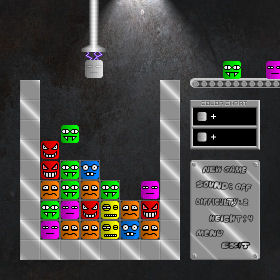 COLOR CHART
+
+
NEW GAME
SOUND: OFF
DIFFICULTY: 2
HEIGHT: 4
MENU
EXIT